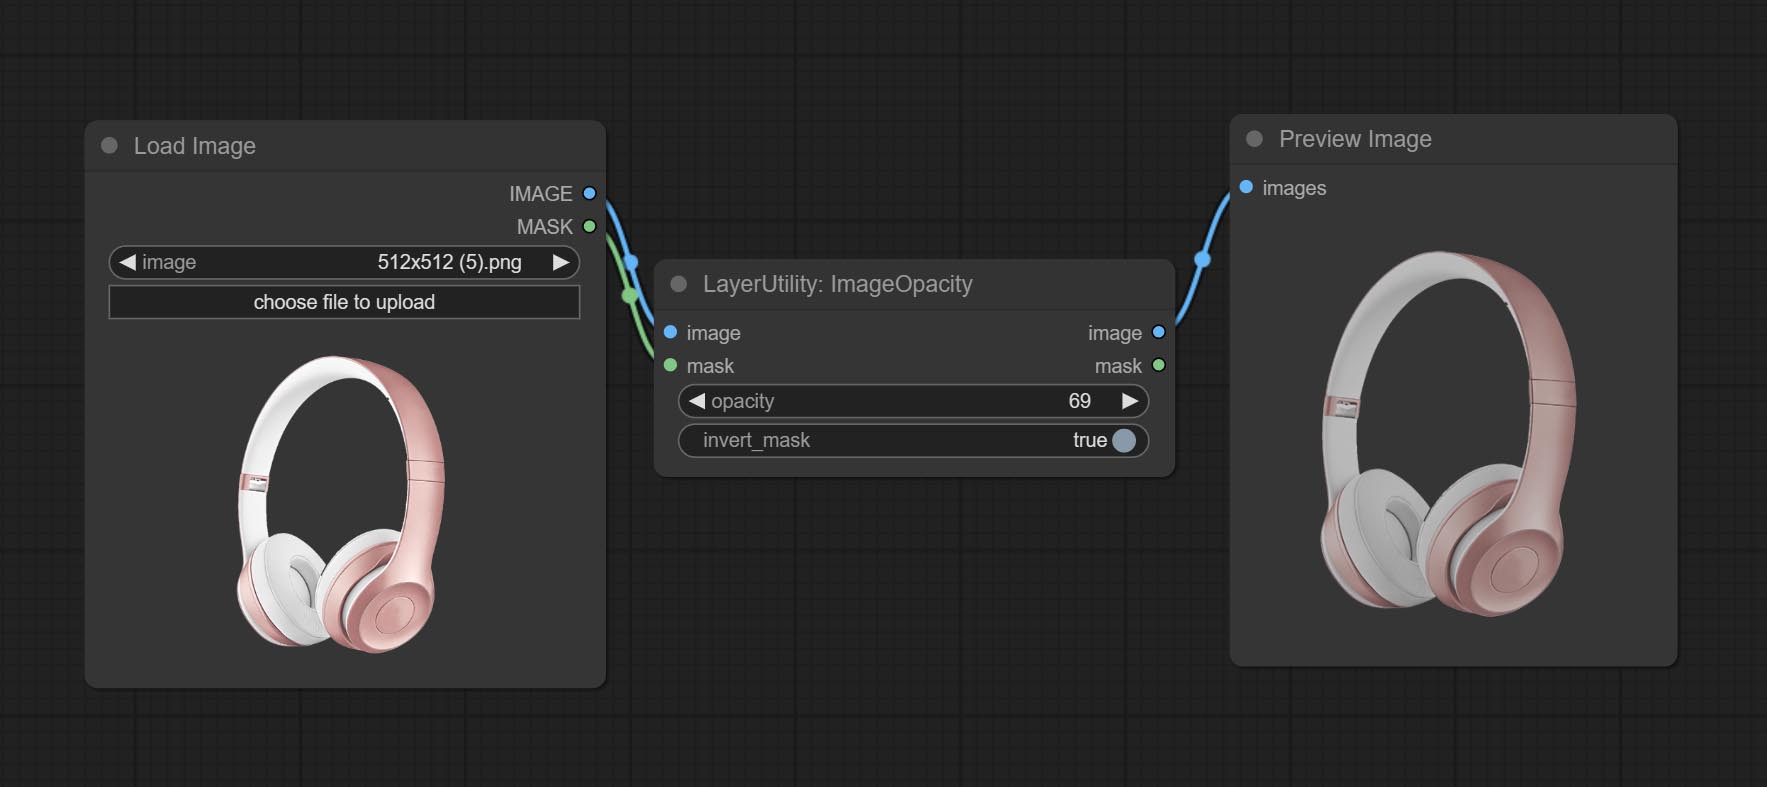 Load Image
IMAGE
MASK
image 512x512 (5).png
choose file to upload
LayerUtility: ImageOpacity
image image
mask mask
opacity 69
invert_mask true
Preview Image
images